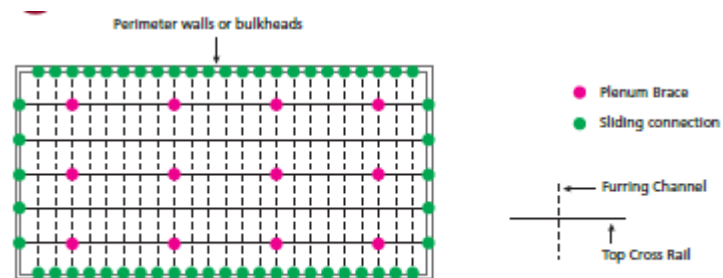 Perimeter walls or bulkheads
Plenum Brace
Sliding connection
Furring Channel
Top Cross Rail